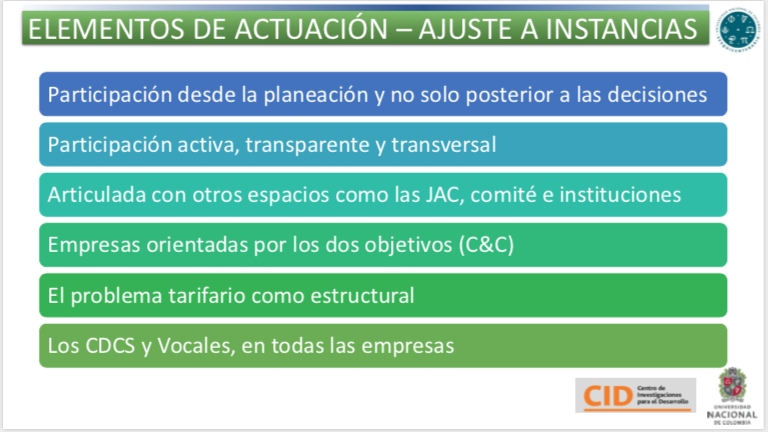 ELEMENTOS DE ACTUACIÓN – AJUSTE A INSTANCIAS
Participación desde la planeación y no solo posterior a las decisiones
Participación activa, transparente y transversal
Articulada con otros espacios como las JAC, comité e instituciones
Empresas orientadas por los dos objetivos (C&C)
El problema tarifario como estructural
Los CDCS y Vocales, en todas las empresas
CID
Centro de
Investigaciones
para el Desarrollo
UNIVERSIDAD
NACIONAL
DE COLOMBIA